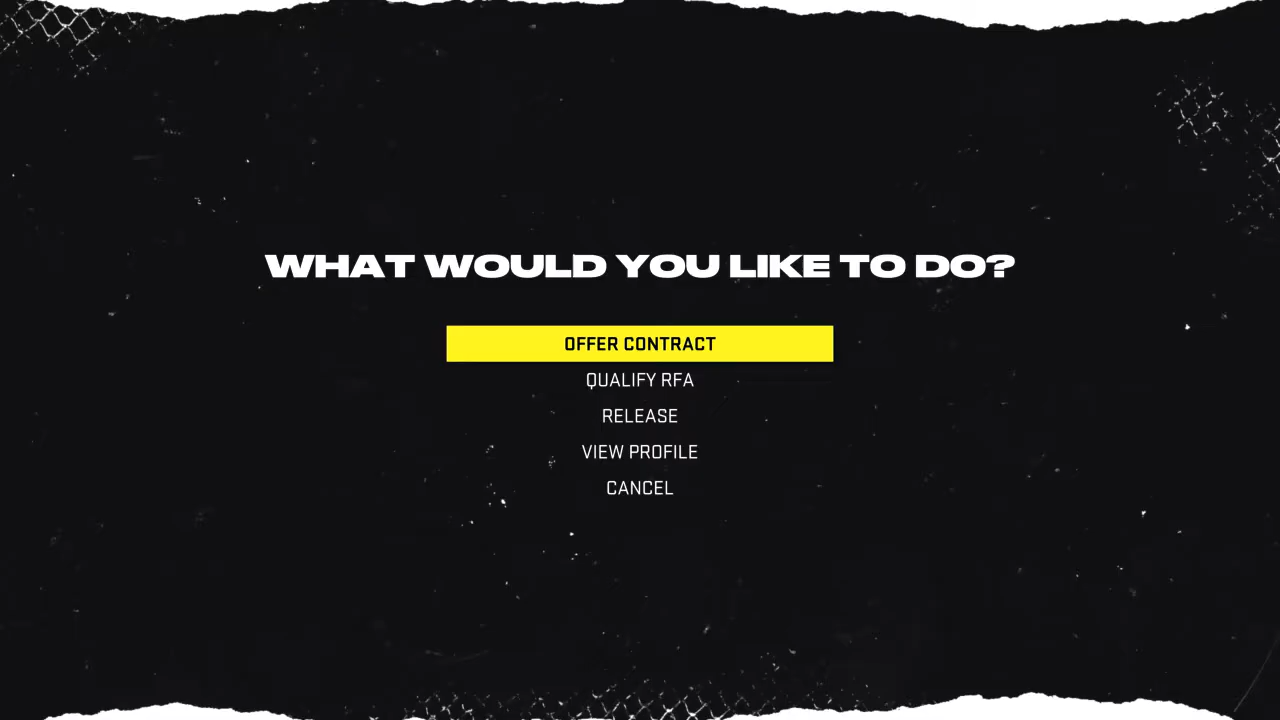 WHAT WOULD YOU LIKE TO DO?
OFFER CONTRACT
QUALIFY RFA
RELEASE
VIEW PROFILE
CANCEL